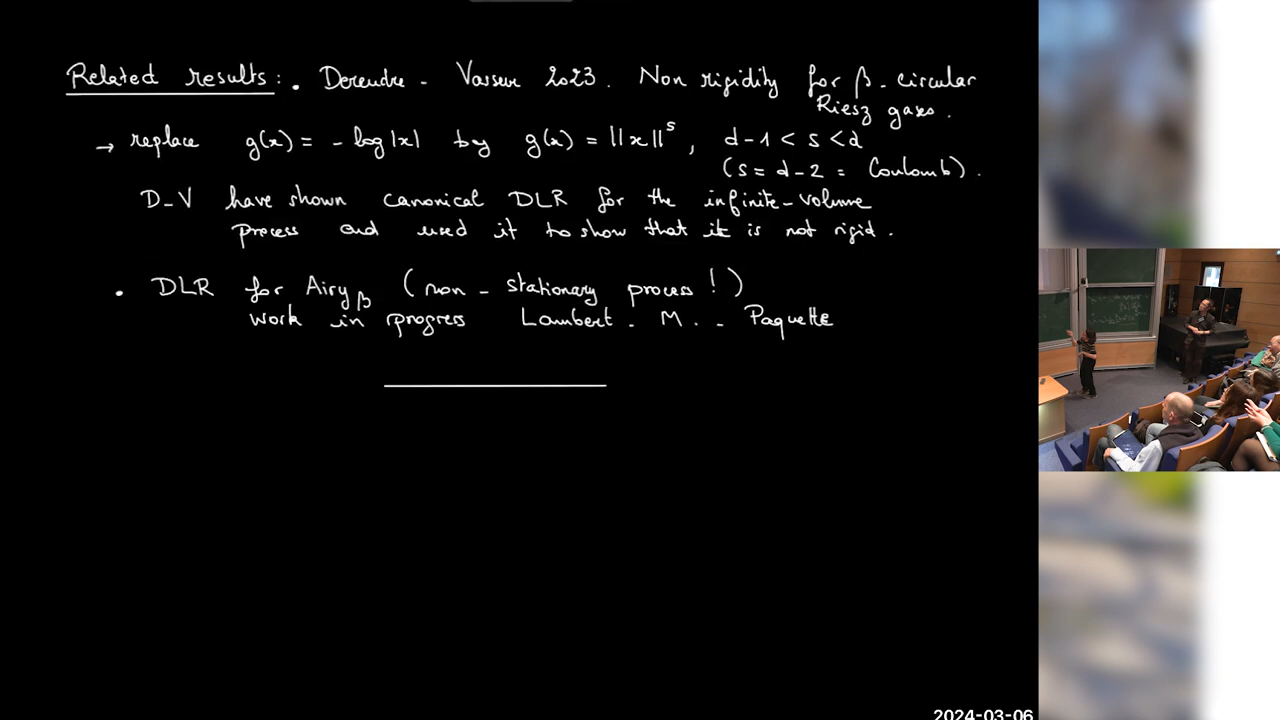 Related results: . Dereudre - Vasseur 2023. Non rigidity for β-circular
Riesz gases.
→ replace g(x) = - log|x| by g(x) = ||x||^s, d-1 < s < d
(s = d-2 = Coulomb).
D-V have shown canonical DLR for the infinite-volume
process and used it to show that it is not rigid.
. DLR for Airy_β (non-stationary process!)
work in progress Lambert. M.. - Paquette
2024-03-06